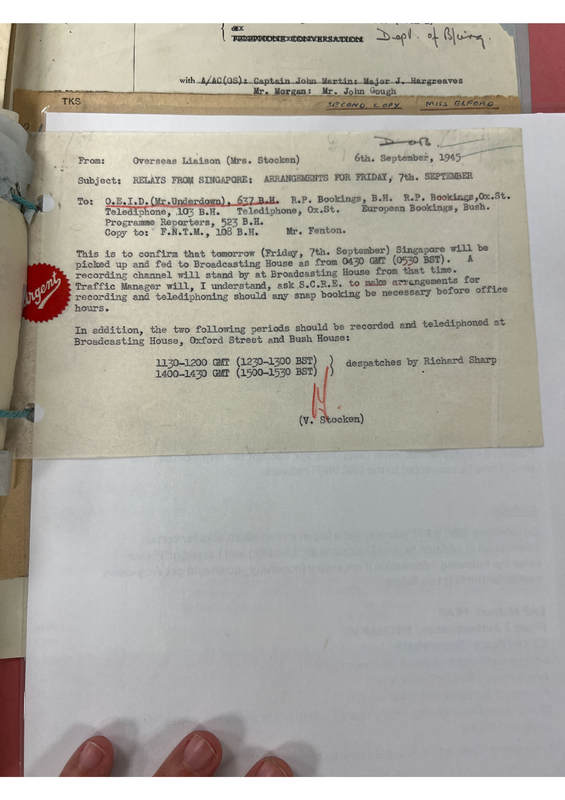 TELEPHONE CONVERSATION
Dept. of
with A/AC(OS): Captain John Martin: Major J. Hargreaves
Mr. Morgan: Mr. John Gough
TKS
SECOND COPY
From: Overseas Liaison (Mrs. Stocken) 6th. September, 1945
Subject: RELAYS FROM SINGAPORE: ARRANGEMENTS FOR FRIDAY, 7th. SEPTEMBER
To: O.E.I.D.(Mr.Underdown), 637 B.H. R.P. Bookings, B.H. R.P. Bookings,Ox.St.
Telediphone, 103 B.H. Telediphone, Ox.St. European Bookings, Bush.
Programme Reporters, 523 B.H.
Copy to: F.N.T.M., 108 B.H. Mr. Fenton.
This is to confirm that tomorrow (Friday, 7th. September) Singapore will be
picked up and fed to Broadcasting House as from 0430 GMT (0530 BST). A
recording channel will stand by at Broadcasting House from that time.
Traffic Manager will, I understand, ask S.C.R.E. to make arrangements for
recording and telediphoning should any snap booking be necessary before office
hours.
Urgent
In addition, the two following periods should be recorded and telediphoned at
Broadcasting House, Oxford Street and Bush House:
1130-1200 GMT (1230-1300 BST) } despatches by Richard Sharp
1400-1430 GMT (1500-1530 BST) }
(V. Stocken)